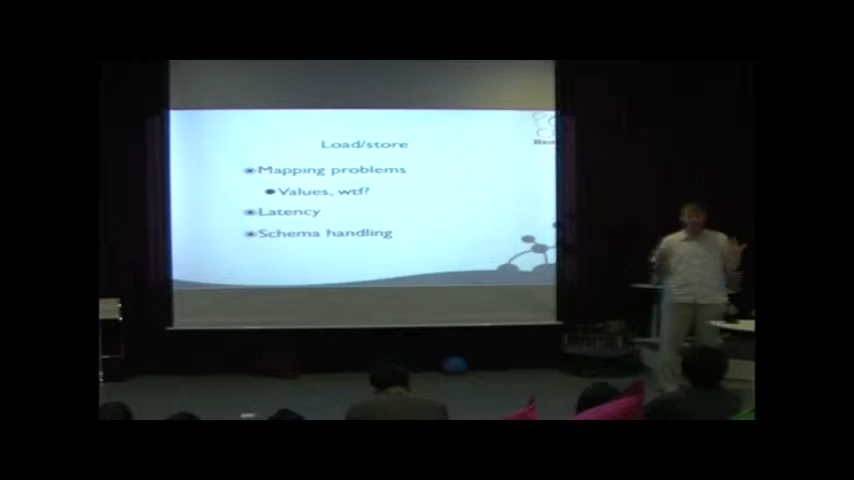 Load/store
Mapping problems
Values, wtf?
Latency
Schema handling